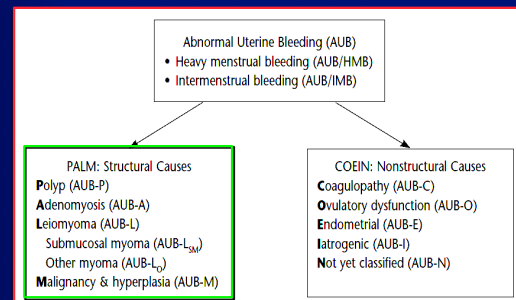 Abnormal Uterine Bleeding (AUB)
• Heavy menstrual bleeding (AUB/HMB)
• Intermenstrual bleeding (AUB/IMB)
PALM: Structural Causes
Polyp (AUB-P)
Adenomyosis (AUB-A)
Leiomyoma (AUB-L)
Submucosal myoma (AUB-LSM)
Other myoma (AUB-LO)
Malignancy & hyperplasia (AUB-M)
COEIN: Nonstructural Causes
Coagulopathy (AUB-C)
Ovulatory dysfunction (AUB-O)
Endometrial (AUB-E)
Iatrogenic (AUB-I)
Not yet classified (AUB-N)